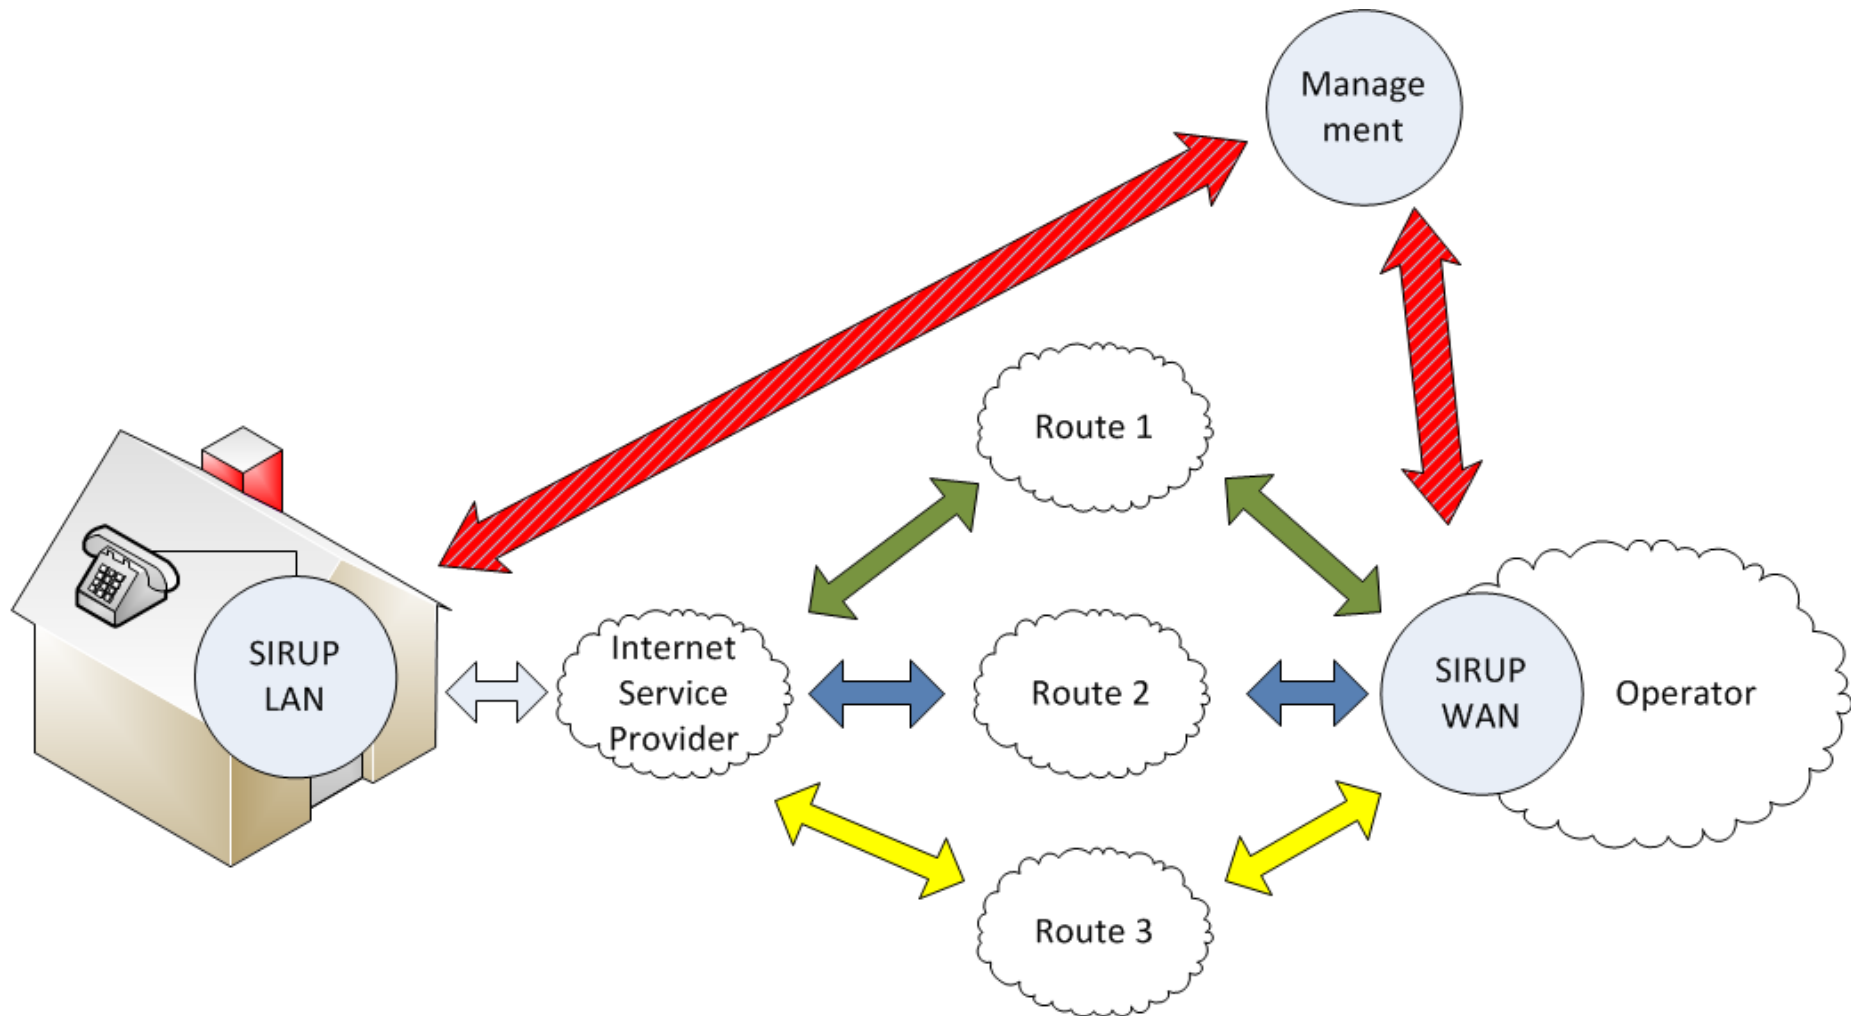 Manage
ment
Route 1
SIRUP
LAN
Internet
Service
Provider
Route 2
SIRUP
WAN
Operator
Route 3